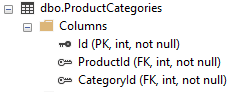 dbo.ProductCategories
Columns
Id (PK, int, not null)
ProductId (FK, int, not null)
CategoryId (FK, int, not null)